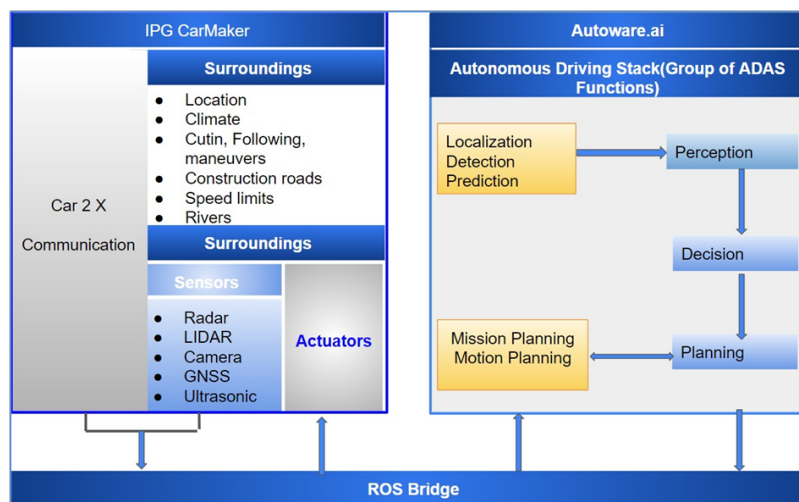 IPG CarMaker
Car 2 X
Communication
Surroundings
● Location
● Climate
● Cutin, Following,
maneuvers
● Construction roads
● Speed limits
● Rivers
Surroundings
Sensors
● Radar
● LIDAR
● Camera
● GNSS
● Ultrasonic
Actuators
Autoware.ai
Autonomous Driving Stack(Group of ADAS
Functions)
Localization
Detection
Prediction
Perception
Decision
Mission Planning
Motion Planning
Planning
ROS Bridge